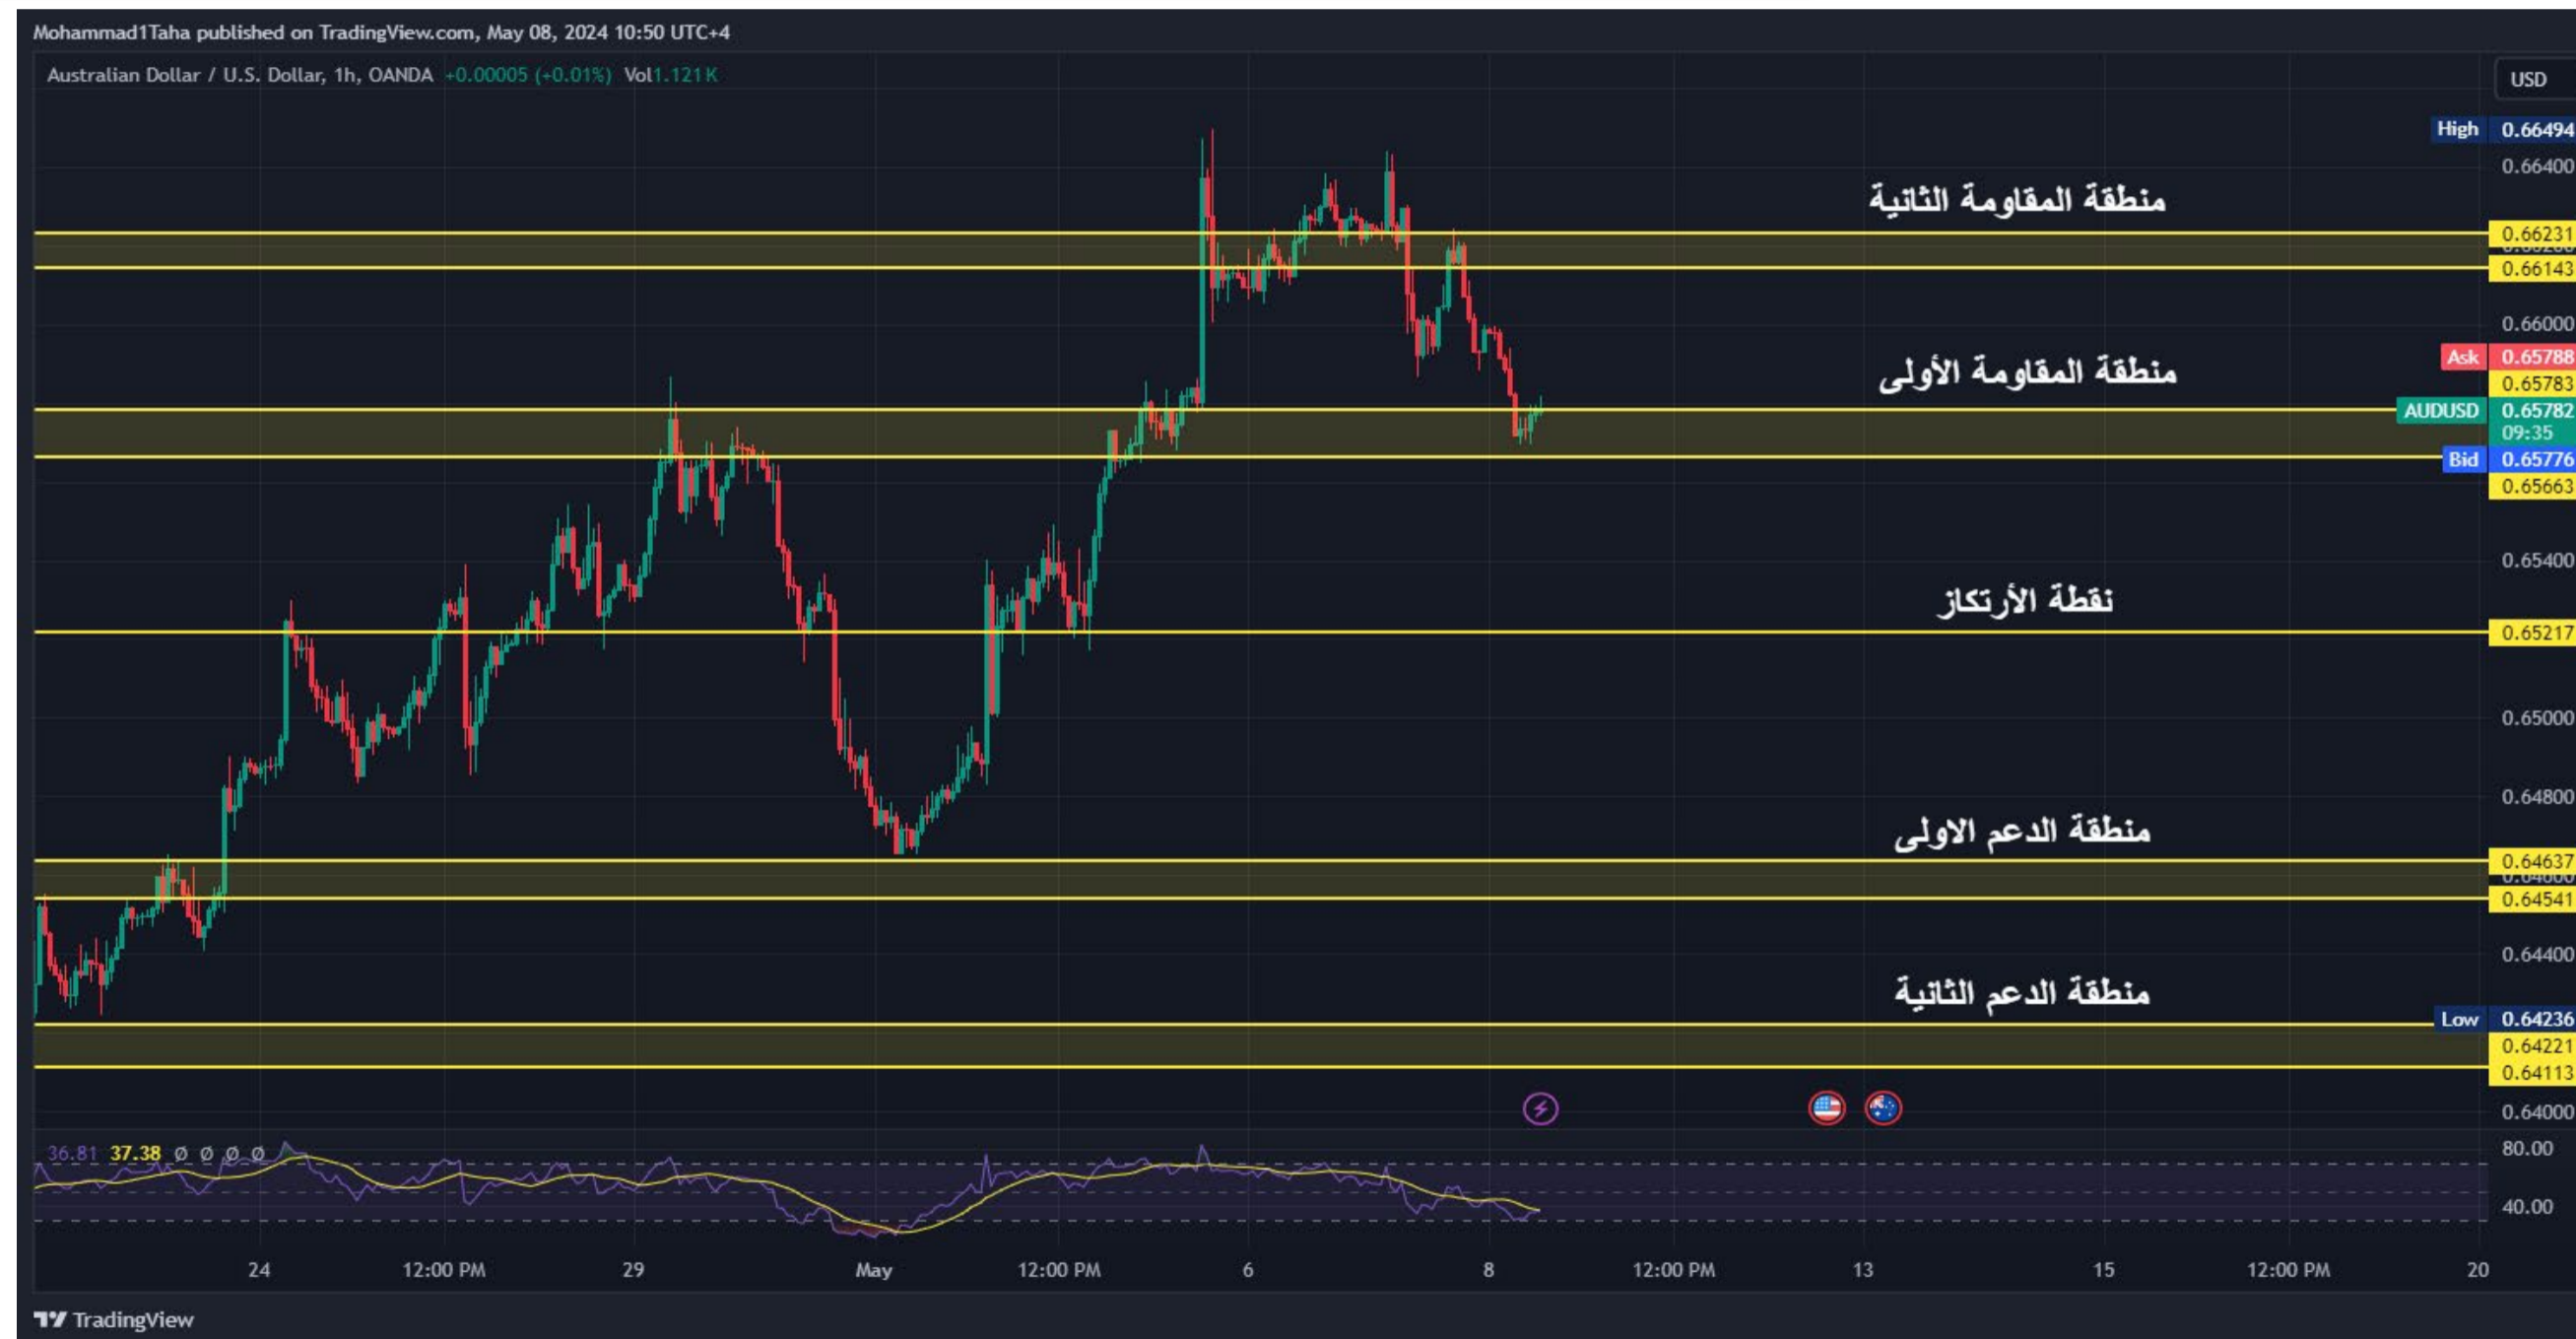 Mohammad1Taha published on TradingView.com, May 08, 2024 10:50 UTC+4
Australian Dollar / U.S. Dollar, 1h, OANDA +0.00005 (+0.01%) Vol1.121K
USD
High 0.66494
0.66400
منطقة المقاومة الثانية
0.66231
0.66143
0.66000
Ask 0.65788
منطقة المقاومة الأولى
0.65783
AUDUSD 0.65782
09:35
Bid 0.65776
0.65663
0.65400
نقطة الأرتكاز
0.65217
0.65000
0.64800
منطقة الدعم الاولى
0.64637
0.64541
0.64400
منطقة الدعم الثانية
Low 0.64236
0.64221
0.64113
0.64000
36.81 37.38 Ø Ø Ø Ø
80.00
40.00
24 12:00 PM 29 May 12:00 PM 6 8 12:00 PM 13 15 12:00 PM 20
TradingView